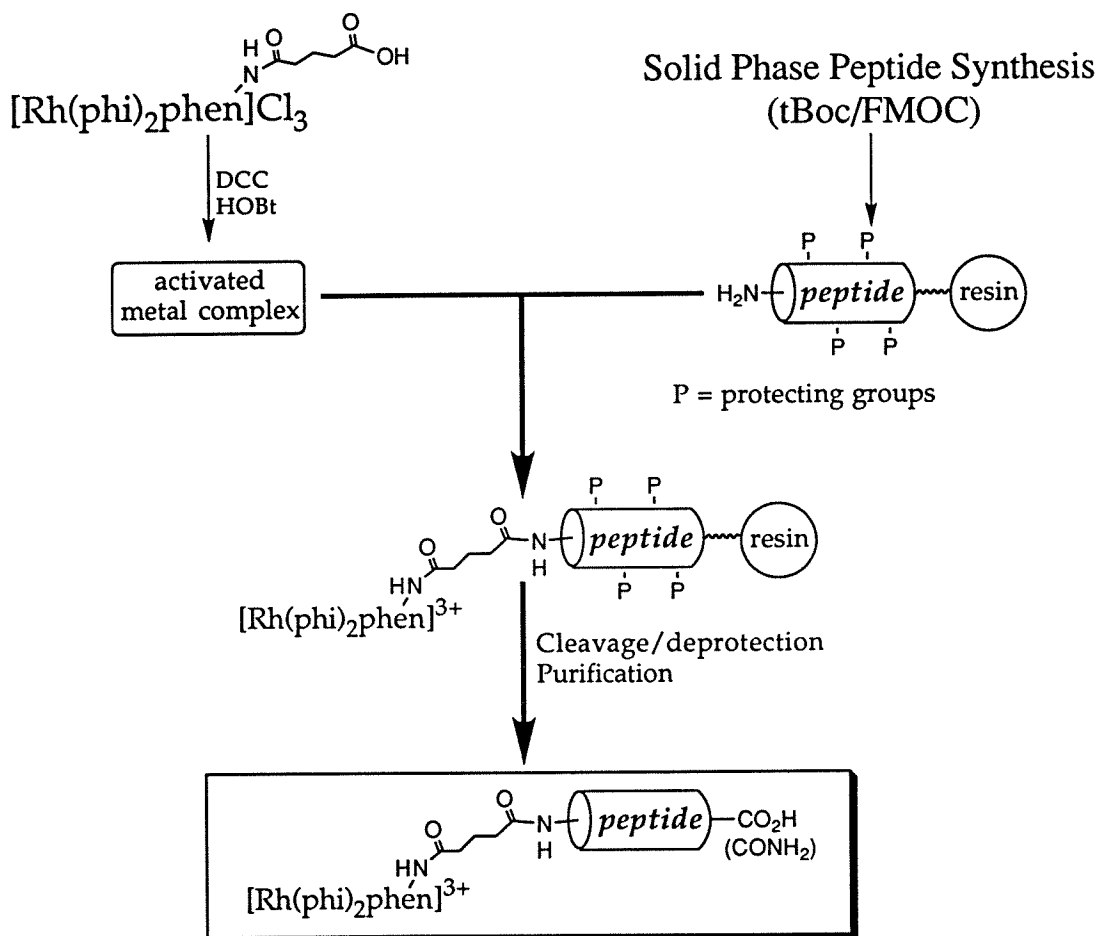 O
H
O
N
OH
[Rh(phi)₂phen]Cl₃
Solid Phase Peptide Synthesis
(tBoc/FMOC)
DCC
HOBt
activated
metal complex
P P
H₂N peptide resin
P P
P = protecting groups
P P
O
N peptide resin
H
O
P P
HN
[Rh(phi)₂phen]³⁺
Cleavage/deprotection
Purification
O
N peptide CO₂H
H
(CONH₂)
O
HN
[Rh(phi)₂phen]³⁺